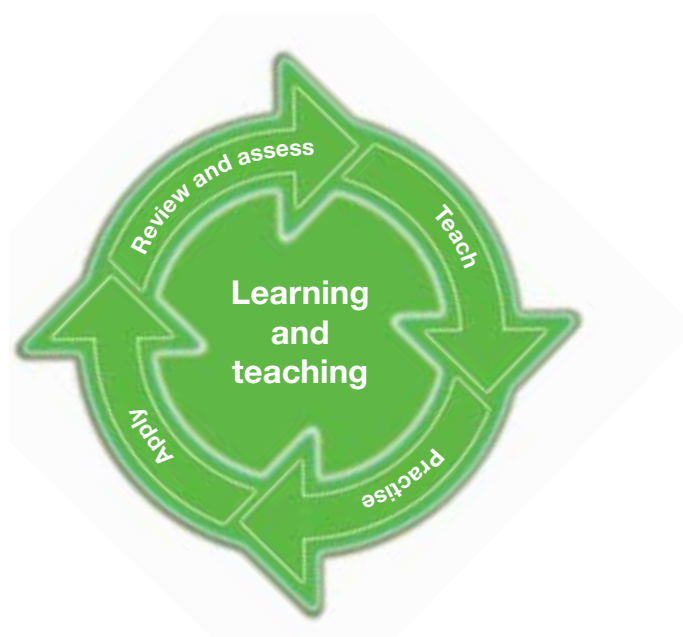 Review and assess
Teach
Learning
and
teaching
Apply
Practise